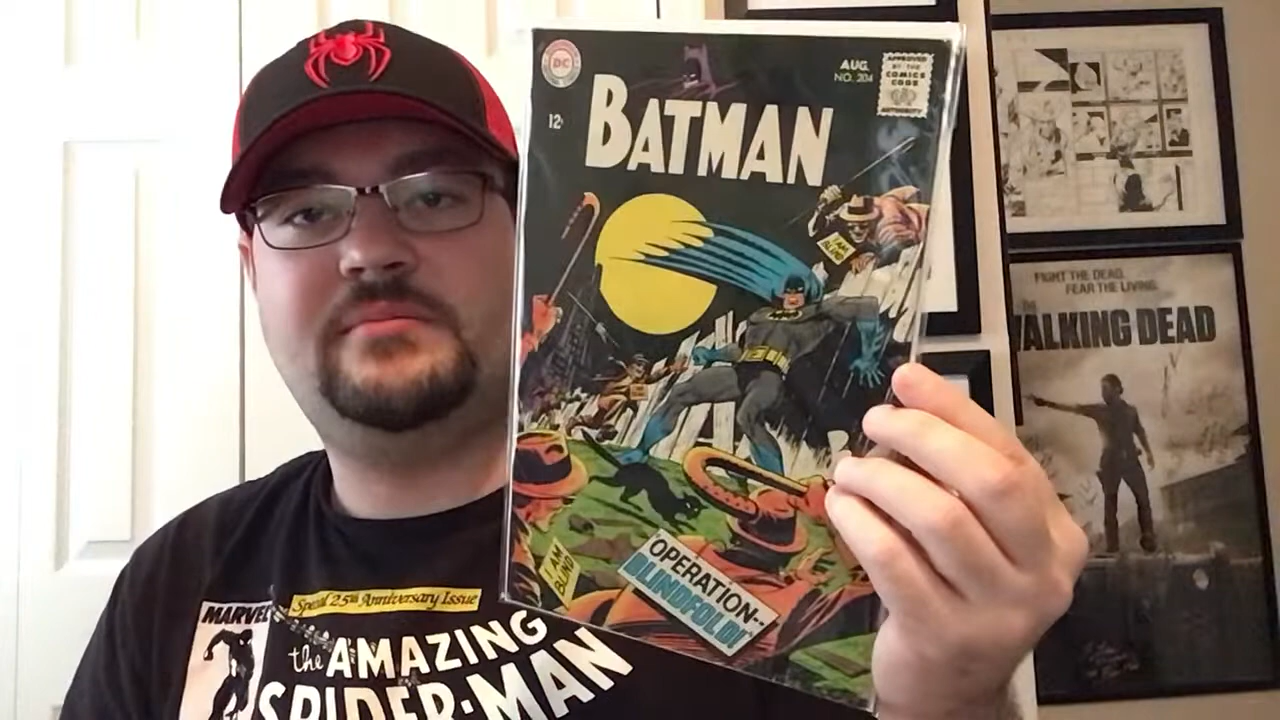 DC
12¢
BATMAN
AUG.
NO. 204
APPROVED
BY THE
COMICS
CODE
AUTHORITY
I AM
BLIND
I AM
BLIND
OPERATION--
BLINDFOLD!
MARVEL
Special 25th Anniversary Issue
the AMAZING
SPIDER-MAN
FIGHT THE DEAD.
FEAR THE LIVING.
THE
WALKING DEAD